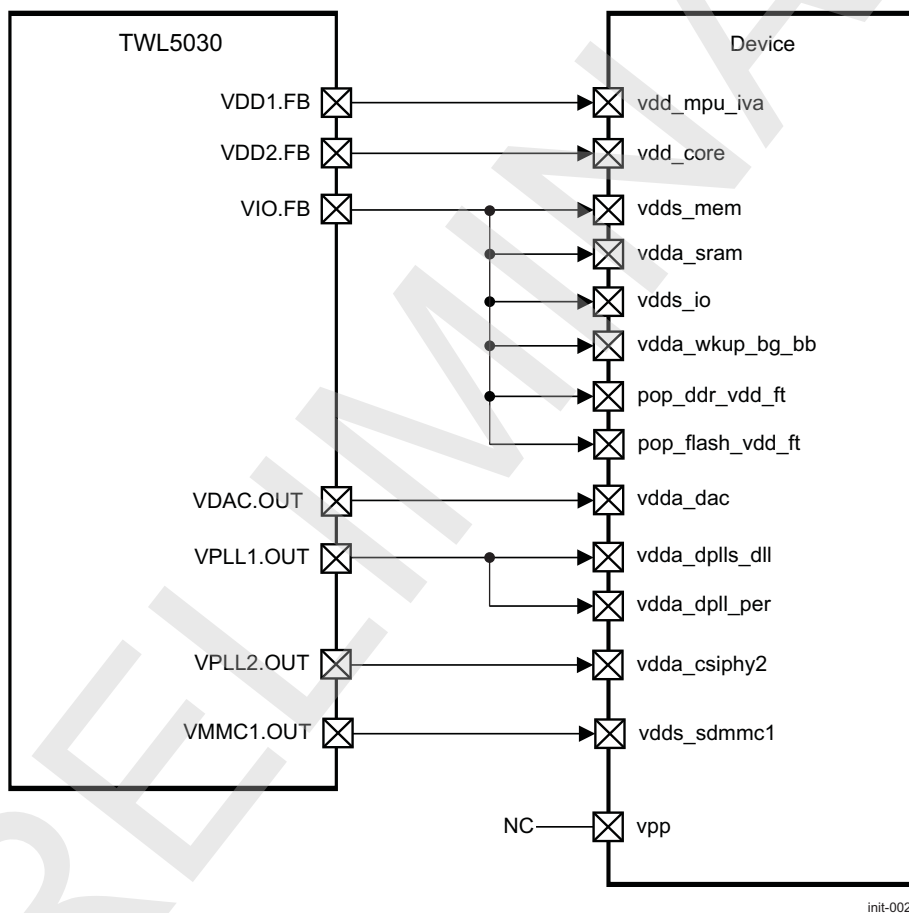 TWL5030 Device
VDD1.FB vdd_mpu_iva
VDD2.FB vdd_core
VIO.FB vdds_mem
vdda_sram
vdds_io
vdda_wkup_bg_bb
pop_ddr_vdd_ft
pop_flash_vdd_ft
VDAC.OUT vdda_dac
VPLL1.OUT vdda_dplls_dll
vdda_dpll_per
VPLL2.OUT vdda_csiphy2
VMMC1.OUT vdds_sdmmc1
NC vpp
init-002
RELIMINA